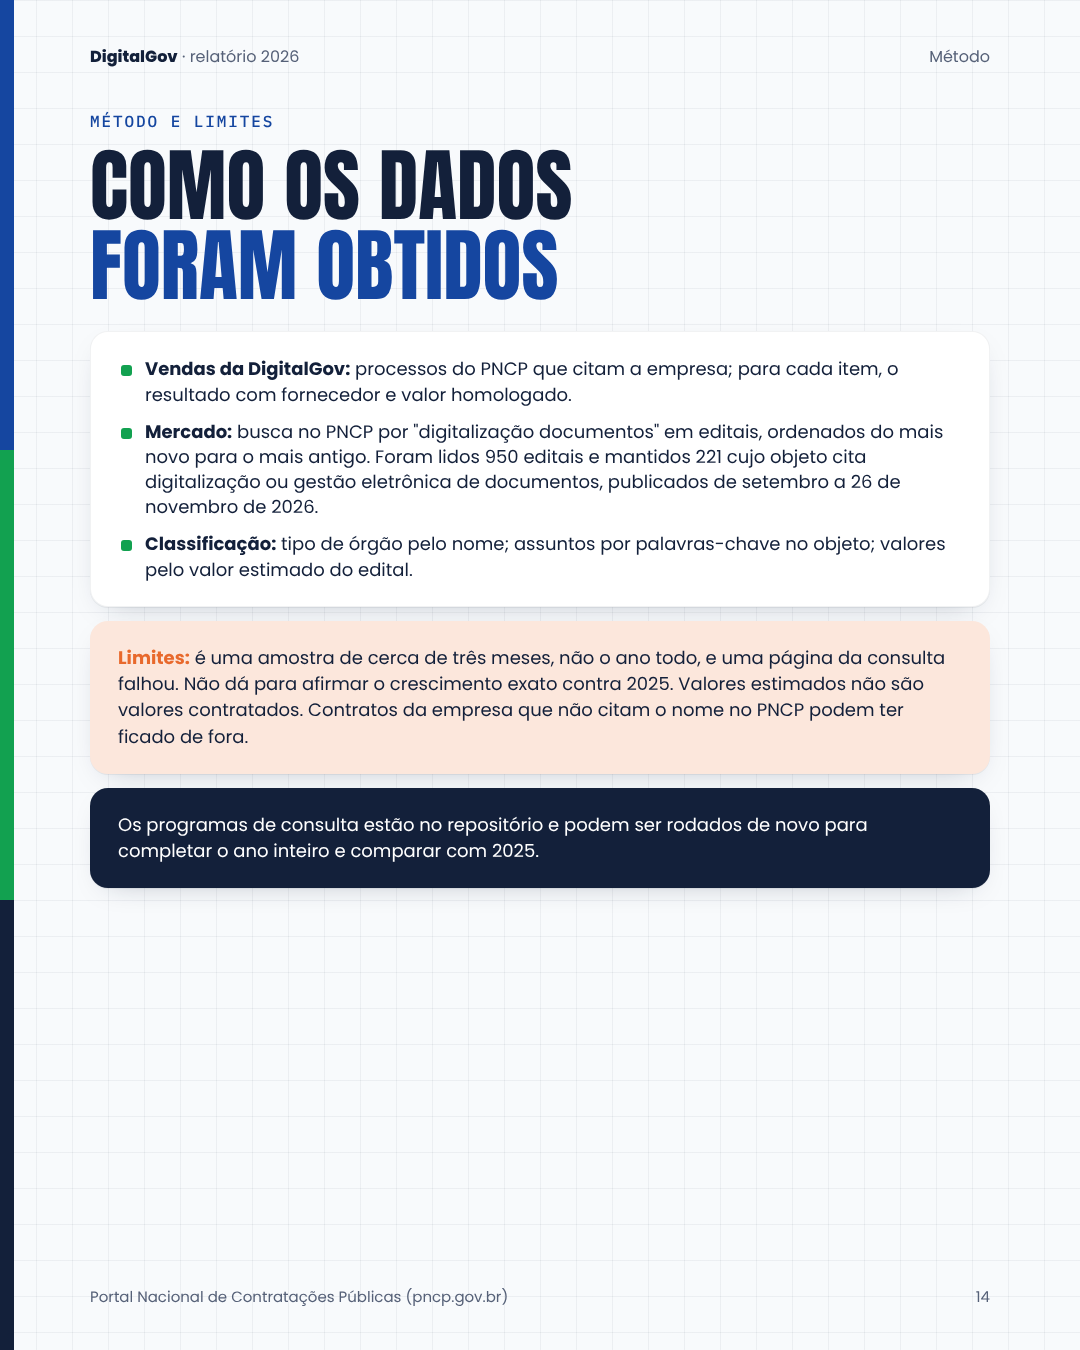 DigitalGov · relatório 2026
Método
MÉTODO E LIMITES
COMO OS DADOS
FORAM OBTIDOS
Vendas da DigitalGov: processos do PNCP que citam a empresa; para cada item, o
resultado com fornecedor e valor homologado.
Mercado: busca no PNCP por "digitalização documentos" em editais, ordenados do mais
novo para o mais antigo. Foram lidos 950 editais e mantidos 221 cujo objeto cita
digitalização ou gestão eletrônica de documentos, publicados de setembro a 26 de
novembro de 2026.
Classificação: tipo de órgão pelo nome; assuntos por palavras-chave no objeto; valores
pelo valor estimado do edital.
Limites: é uma amostra de cerca de três meses, não o ano todo, e uma página da consulta
falhou. Não dá para afirmar o crescimento exato contra 2025. Valores estimados não são
valores contratados. Contratos da empresa que não citam o nome no PNCP podem ter
ficado de fora.
Os programas de consulta estão no repositório e podem ser rodados de novo para
completar o ano inteiro e comparar com 2025.
Portal Nacional de Contratações Públicas (pncp.gov.br)
14